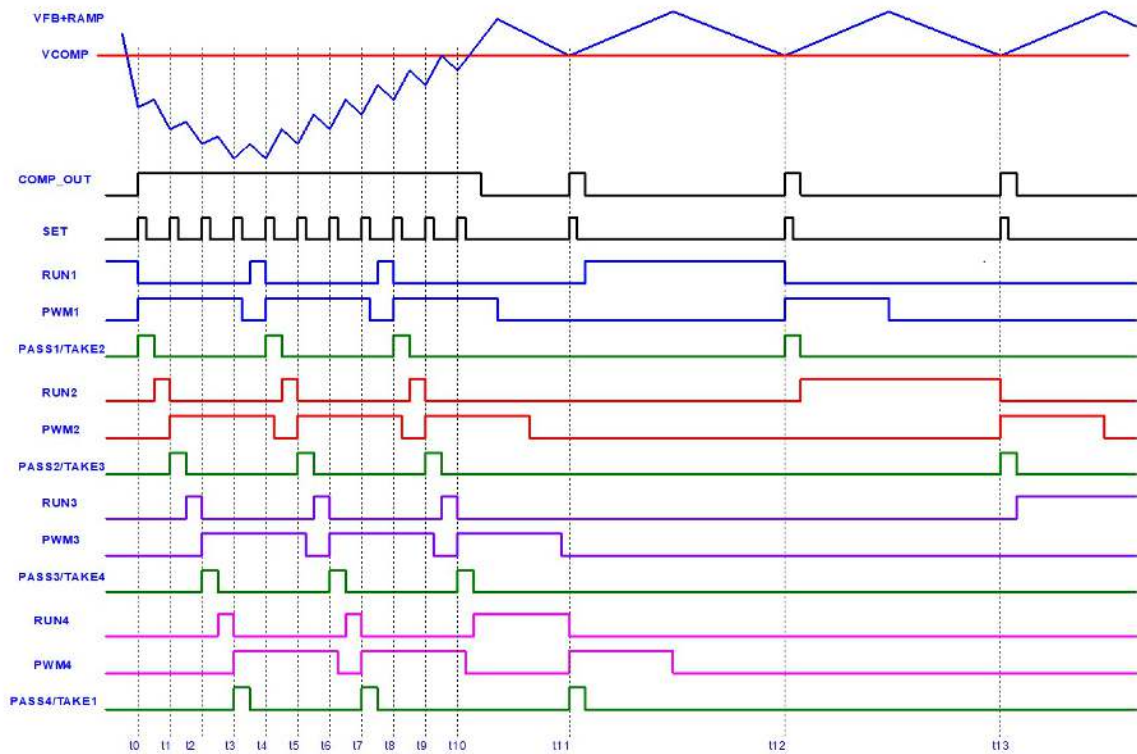 VFB+RAMP
VCOMP
COMP_OUT
SET
RUN1
PWM1
PASS1/TAKE2
RUN2
PWM2
PASS2/TAKE3
RUN3
PWM3
PASS3/TAKE4
RUN4
PWM4
PASS4/TAKE1
t0 t1 t2 t3 t4 t5 t6 t7 t8 t9 t10 t11 t12 t13